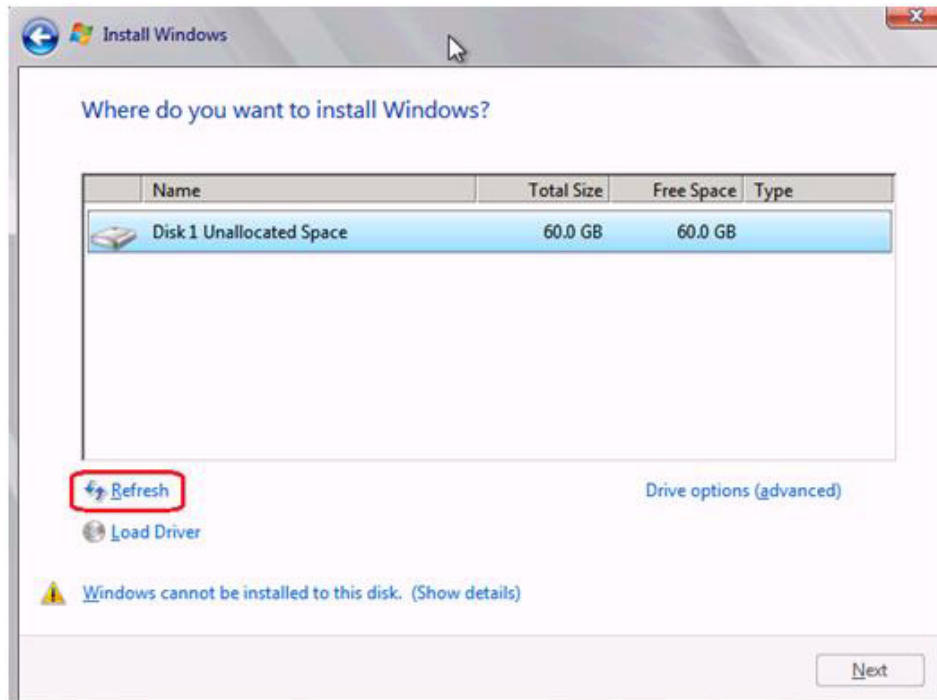 Install Windows
Where do you want to install Windows?
Name Total Size Free Space Type
Disk 1 Unallocated Space 60.0 GB 60.0 GB
Refresh Drive options (advanced)
Load Driver
Windows cannot be installed to this disk. (Show details)
Next